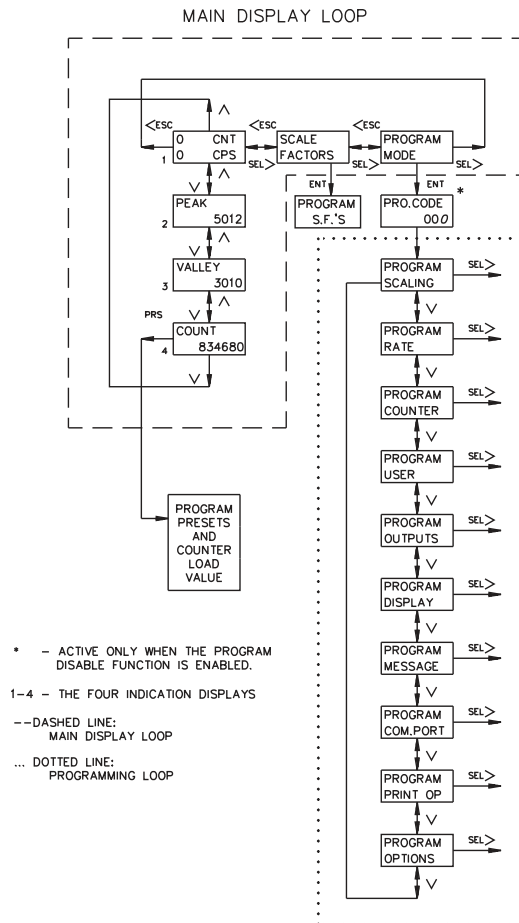 MAIN DISPLAY LOOP
<ESC
<ESC
<ESC
0 CNT
0 CPS
1
SEL>
SCALE
FACTORS
SEL>
PROGRAM
MODE
SEL>
ENT
PROGRAM
S.F.'S
ENT
*
PRO.CODE
000
PEAK
5012
2
VALLEY
3010
3
PRS
COUNT
834680
4
PROGRAM
PRESETS
AND
COUNTER
LOAD
VALUE
PROGRAM
SCALING
SEL>
PROGRAM
RATE
SEL>
PROGRAM
COUNTER
SEL>
PROGRAM
USER
SEL>
PROGRAM
OUTPUTS
SEL>
PROGRAM
DISPLAY
SEL>
PROGRAM
MESSAGE
SEL>
PROGRAM
COM.PORT
SEL>
PROGRAM
PRINT OP
SEL>
PROGRAM
OPTIONS
SEL>
* - ACTIVE ONLY WHEN THE PROGRAM
DISABLE FUNCTION IS ENABLED.
1-4 - THE FOUR INDICATION DISPLAYS
--DASHED LINE:
MAIN DISPLAY LOOP
... DOTTED LINE:
PROGRAMMING LOOP